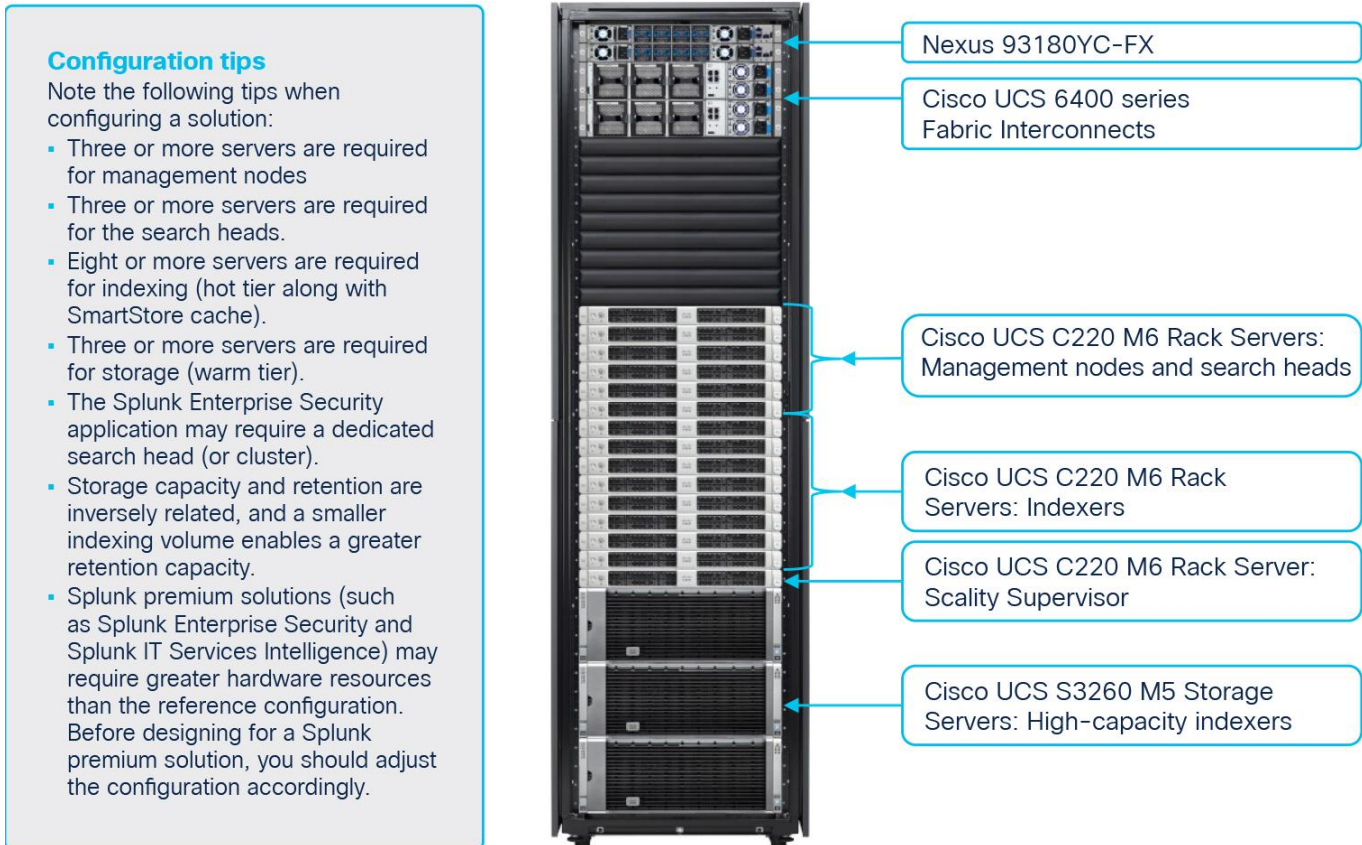 Configuration tips
Note the following tips when
configuring a solution:
▪ Three or more servers are required
for management nodes
▪ Three or more servers are required
for the search heads.
▪ Eight or more servers are required
for indexing (hot tier along with
SmartStore cache).
▪ Three or more servers are required
for storage (warm tier).
▪ The Splunk Enterprise Security
application may require a dedicated
search head (or cluster).
▪ Storage capacity and retention are
inversely related, and a smaller
indexing volume enables a greater
retention capacity.
▪ Splunk premium solutions (such
as Splunk Enterprise Security and
Splunk IT Services Intelligence) may
require greater hardware resources
than the reference configuration.
Before designing for a Splunk
premium solution, you should adjust
the configuration accordingly.
Nexus 93180YC-FX
Cisco UCS 6400 series
Fabric Interconnects
Cisco UCS C220 M6 Rack Servers:
Management nodes and search heads
Cisco UCS C220 M6 Rack
Servers: Indexers
Cisco UCS C220 M6 Rack Server:
Scality Supervisor
Cisco UCS S3260 M5 Storage
Servers: High-capacity indexers